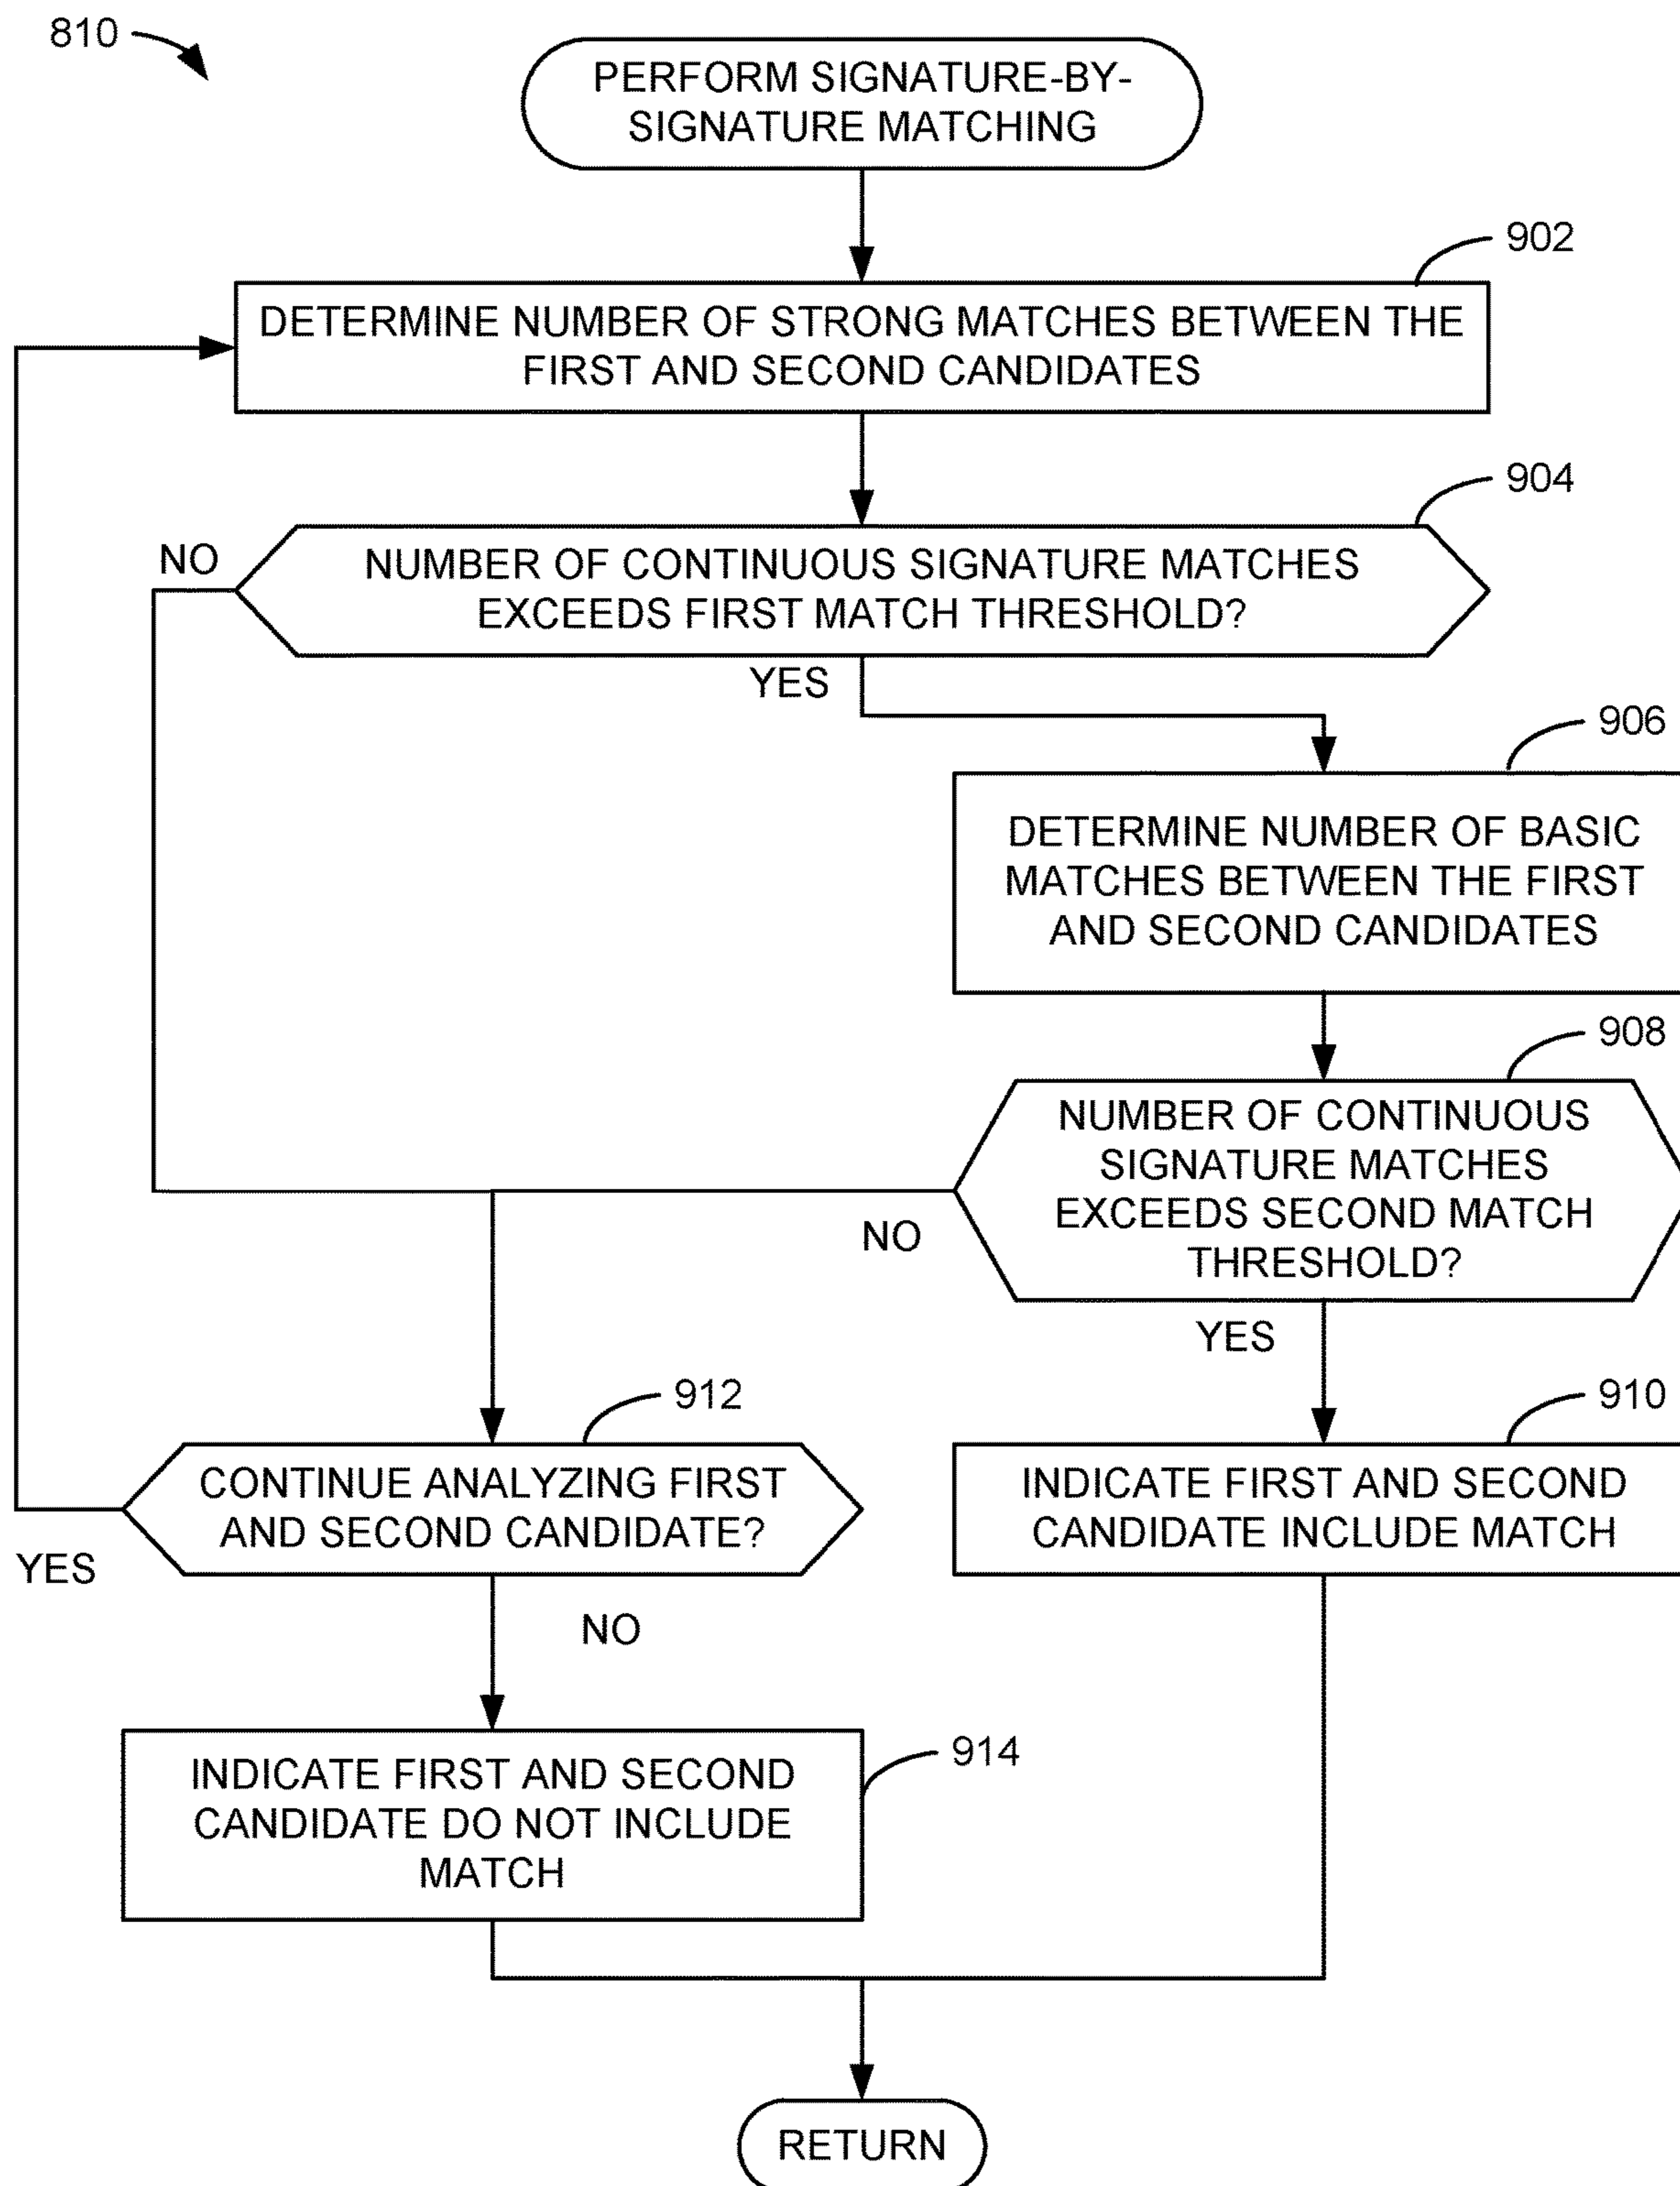 810
PERFORM SIGNATURE-BY-
SIGNATURE MATCHING
902
DETERMINE NUMBER OF STRONG MATCHES BETWEEN THE
FIRST AND SECOND CANDIDATES
904
NO
NUMBER OF CONTINUOUS SIGNATURE MATCHES
EXCEEDS FIRST MATCH THRESHOLD?
YES
906
DETERMINE NUMBER OF BASIC
MATCHES BETWEEN THE FIRST
AND SECOND CANDIDATES
908
NUMBER OF CONTINUOUS
SIGNATURE MATCHES
EXCEEDS SECOND MATCH
THRESHOLD?
NO
YES
912
CONTINUE ANALYZING FIRST
AND SECOND CANDIDATE?
YES
NO
910
INDICATE FIRST AND SECOND
CANDIDATE INCLUDE MATCH
914
INDICATE FIRST AND SECOND
CANDIDATE DO NOT INCLUDE
MATCH
RETURN